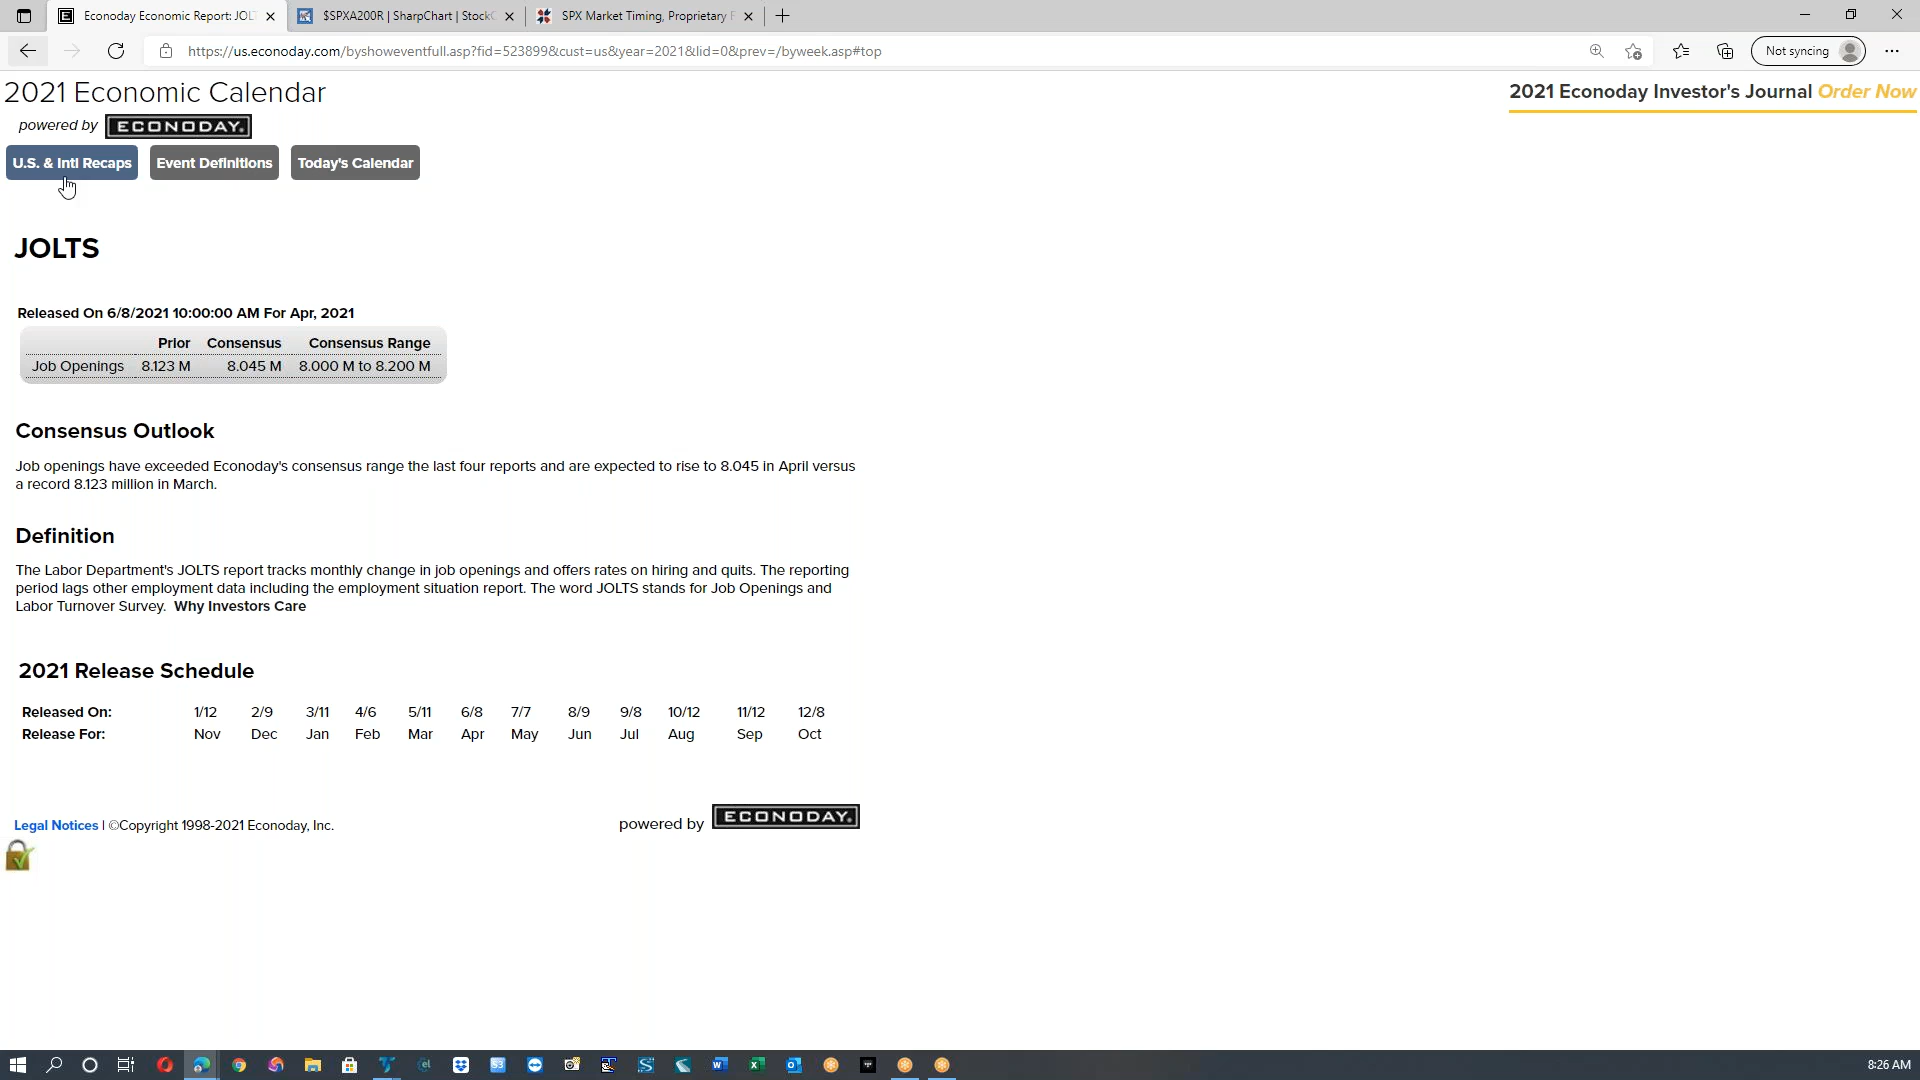 Econoday Economic Report: JOL
$SPXA200R | SharpChart | StockC
SPX Market Timing, Proprietary F
https://us.econoday.com/byshoweventfull.asp?fid=523899&cust=us&year=2021&lid=0&prev=/byweek.asp#top
Not syncing
2021 Economic Calendar
2021 Econoday Investor's Journal Order Now
powered by ECONODAY.
U.S. & Intl Recaps
Event Definitions
Today's Calendar
JOLTS
Released On 6/8/2021 10:00:00 AM For Apr, 2021
Prior Consensus Consensus Range
Job Openings 8.123 M 8.045 M 8.000 M to 8.200 M
Consensus Outlook
Job openings have exceeded Econoday's consensus range the last four reports and are expected to rise to 8.045 in April versus
a record 8.123 million in March.
Definition
The Labor Department's JOLTS report tracks monthly change in job openings and offers rates on hiring and quits. The reporting
period lags other employment data including the employment situation report. The word JOLTS stands for Job Openings and
Labor Turnover Survey. Why Investors Care
2021 Release Schedule
Released On: 1/12 2/9 3/11 4/6 5/11 6/8 7/7 8/9 9/8 10/12 11/12 12/8
Release For: Nov Dec Jan Feb Mar Apr May Jun Jul Aug Sep Oct
Legal Notices | ©Copyright 1998-2021 Econoday, Inc.
powered by ECONODAY.
8:26 AM